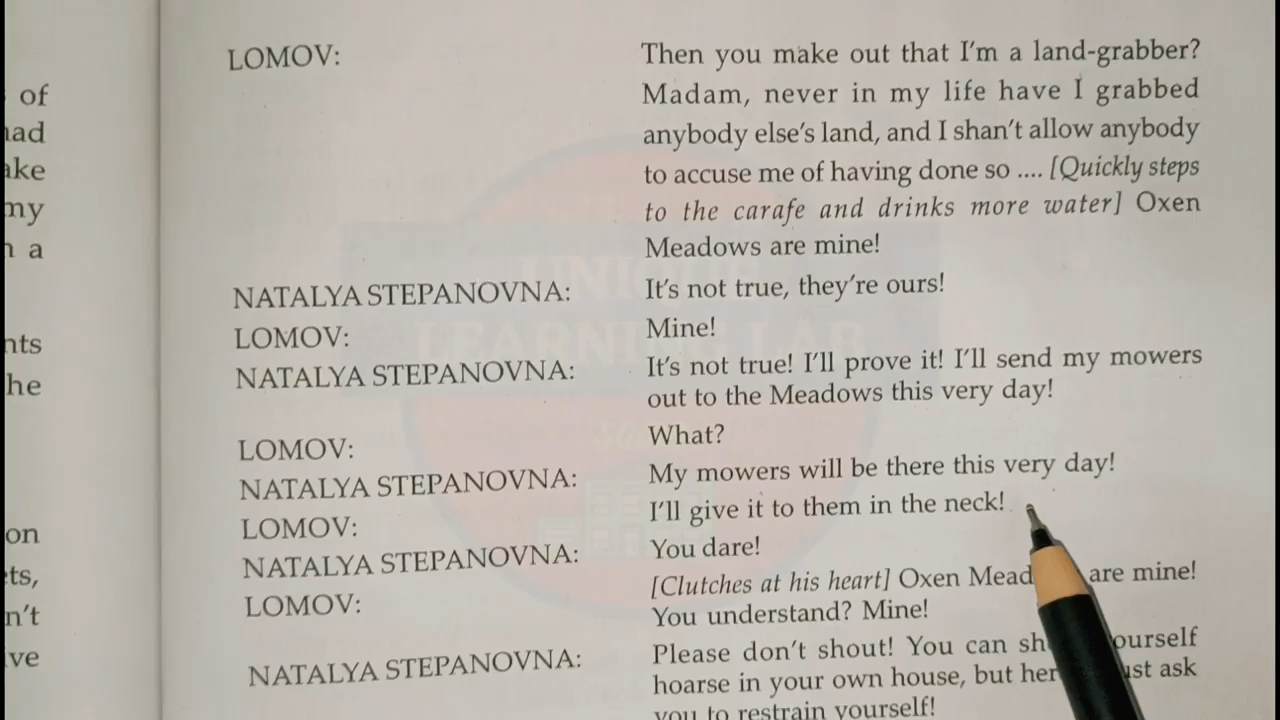 of
LOMOV: Then you make out that I'm a land-grabber?
Madam, never in my life have I grabbed
anybody else's land, and I shan't allow anybody
to accuse me of having done so .... [Quickly steps
to the carafe and drinks more water] Oxen
Meadows are mine!
NATALYA STEPANOVNA: It's not true, they're ours!
LOMOV: Mine!
NATALYA STEPANOVNA: It's not true! I'll prove it! I'll send my mowers
out to the Meadows this very day!
LOMOV: What?
NATALYA STEPANOVNA: My mowers will be there this very day!
LOMOV: I'll give it to them in the neck!
NATALYA STEPANOVNA: You dare!
LOMOV: [Clutches at his heart] Oxen Mead are mine!
You understand? Mine!
NATALYA STEPANOVNA: Please don't shout! You can sh ourself
hoarse in your own house, but her ust ask
you to restrain yourself!
my
a
he
on
UNIQUE
LEARNING LAB